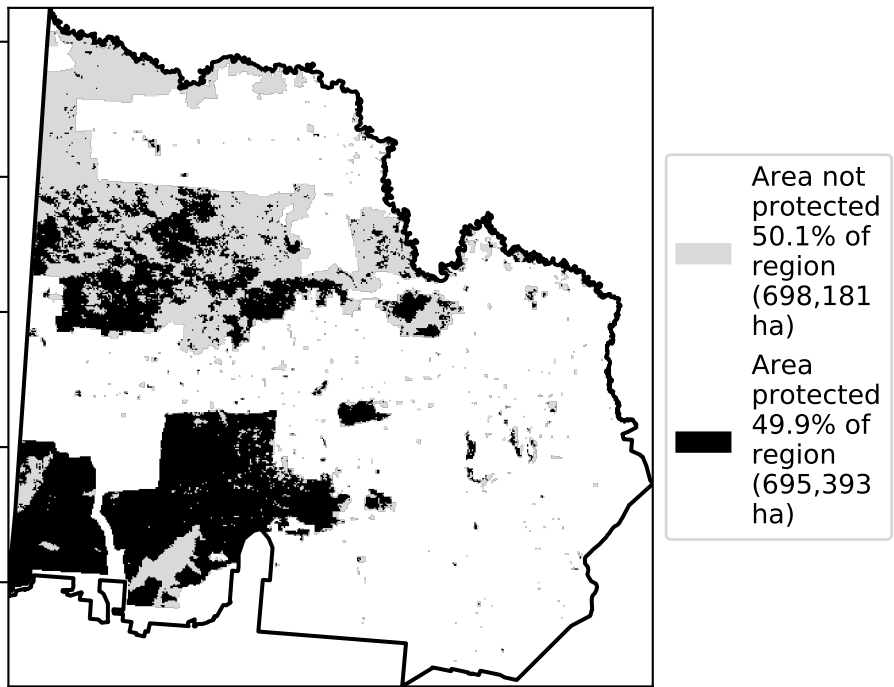 Area not
protected
50.1% of
region
(698,181
ha)
Area
protected
49.9% of
region
(695,393
ha)